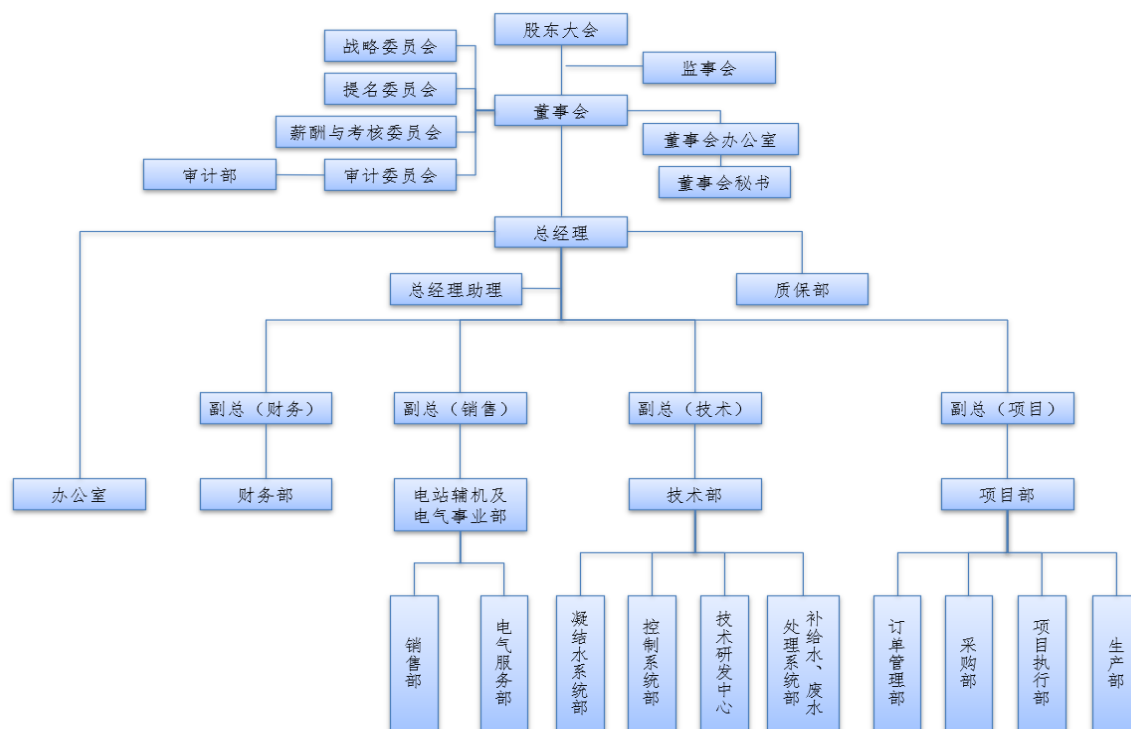 股东大会
战略委员会
监事会
提名委员会
董事会
薪酬与考核委员会
董事会办公室
审计部
审计委员会
董事会秘书
总经理
总经理助理
质保部
副总（财务）
副总（销售）
副总（技术）
副总（项目）
办公室
财务部
电站辅机及
电气事业部
技术部
项目部
销售部
电气服务部
凝结水系统部
控制系统部
技术研发中心
补给水、废水
处理系统部
订单管理部
采购部
项目执行部
生产部